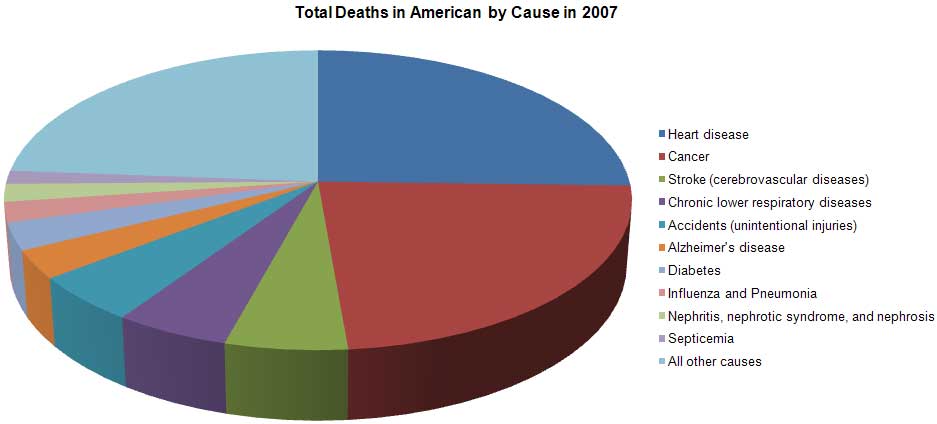 Total Deaths in American by Cause in 2007
Heart disease
Cancer
Stroke (cerebrovascular diseases)
Chronic lower respiratory diseases
Accidents (unintentional injuries)
Alzheimer's disease
Diabetes
Influenza and Pneumonia
Nephritis, nephrotic syndrome, and nephrosis
Septicemia
All other causes